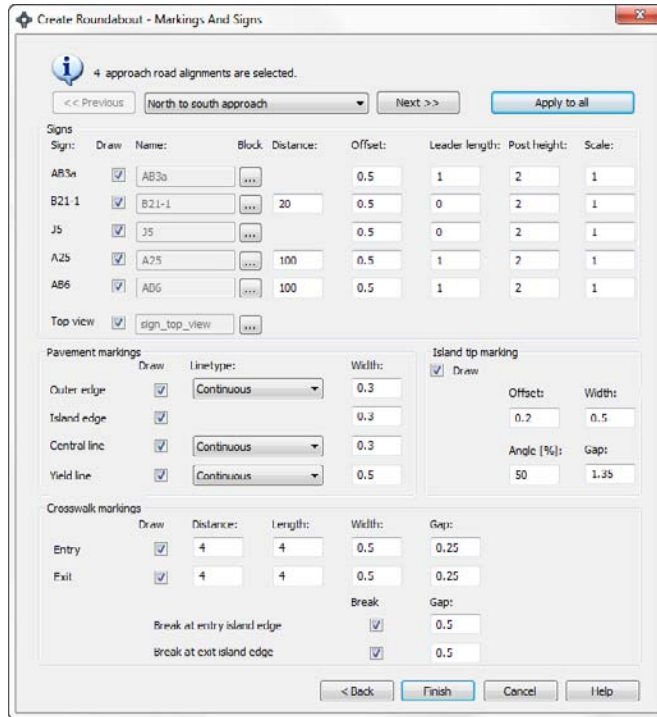 Create Roundabout - Markings And Signs
4 approach road alignments are selected.
<< Previous North to south approach Next >> Apply to all
Signs
Sign: Draw Name: Block Distance: Offset: Leader length: Post height: Scale:
AB3a AB3a ... 0.5 1 2 1
B21-1 B21-1 ... 20 0.5 0 2 1
J5 J5 ... 0.5 0 2 1
A25 A25 ... 100 0.5 1 2 1
AB6 AB6 ... 100 0.5 1 2 1
Top view sign_top_view ...
Pavement markings Island tip marking
Draw Linetype: Width: Draw
Outer edge Continuous 0.3 Offset: Width:
Island edge 0.3 0.2 0.5
Central line Continuous 0.3 Angle [%]: Gap:
Yield line Continuous 0.5 50 1.35
Crosswalk markings
Draw Distance: Length: Width: Gap:
Entry 4 4 0.5 0.25
Exit 4 4 0.5 0.25
Break Gap:
Break at entry island edge 0.5
Break at exit island edge 0.5
< Back Finish Cancel Help